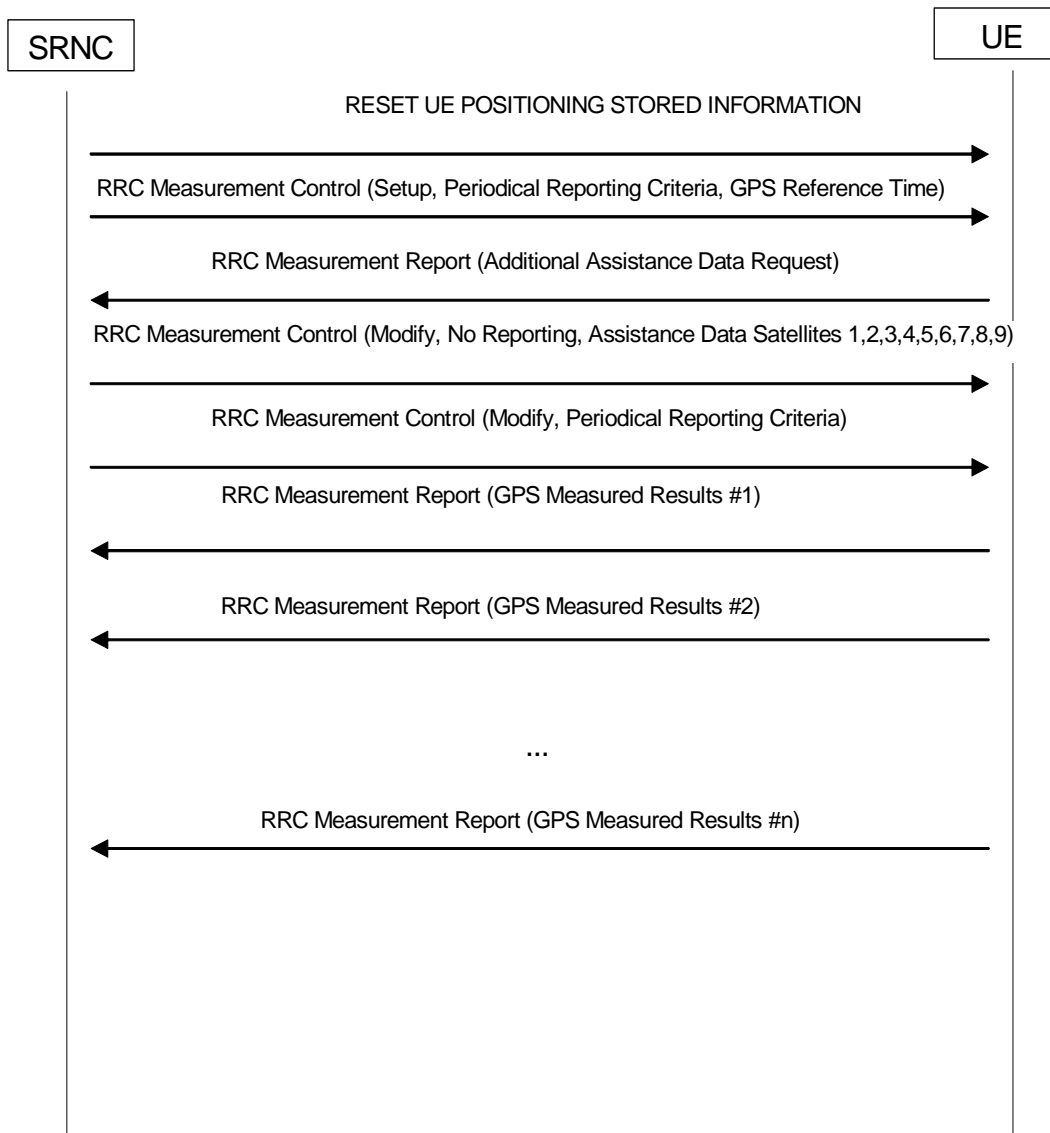 SRNC
UE
RESET UE POSITIONING STORED INFORMATION
RRC Measurement Control (Setup, Periodical Reporting Criteria, GPS Reference Time)
RRC Measurement Report (Additional Assistance Data Request)
RRC Measurement Control (Modify, No Reporting, Assistance Data Satellites 1,2,3,4,5,6,7,8,9)
RRC Measurement Control (Modify, Periodical Reporting Criteria)
RRC Measurement Report (GPS Measured Results #1)
RRC Measurement Report (GPS Measured Results #2)
...
RRC Measurement Report (GPS Measured Results #n)